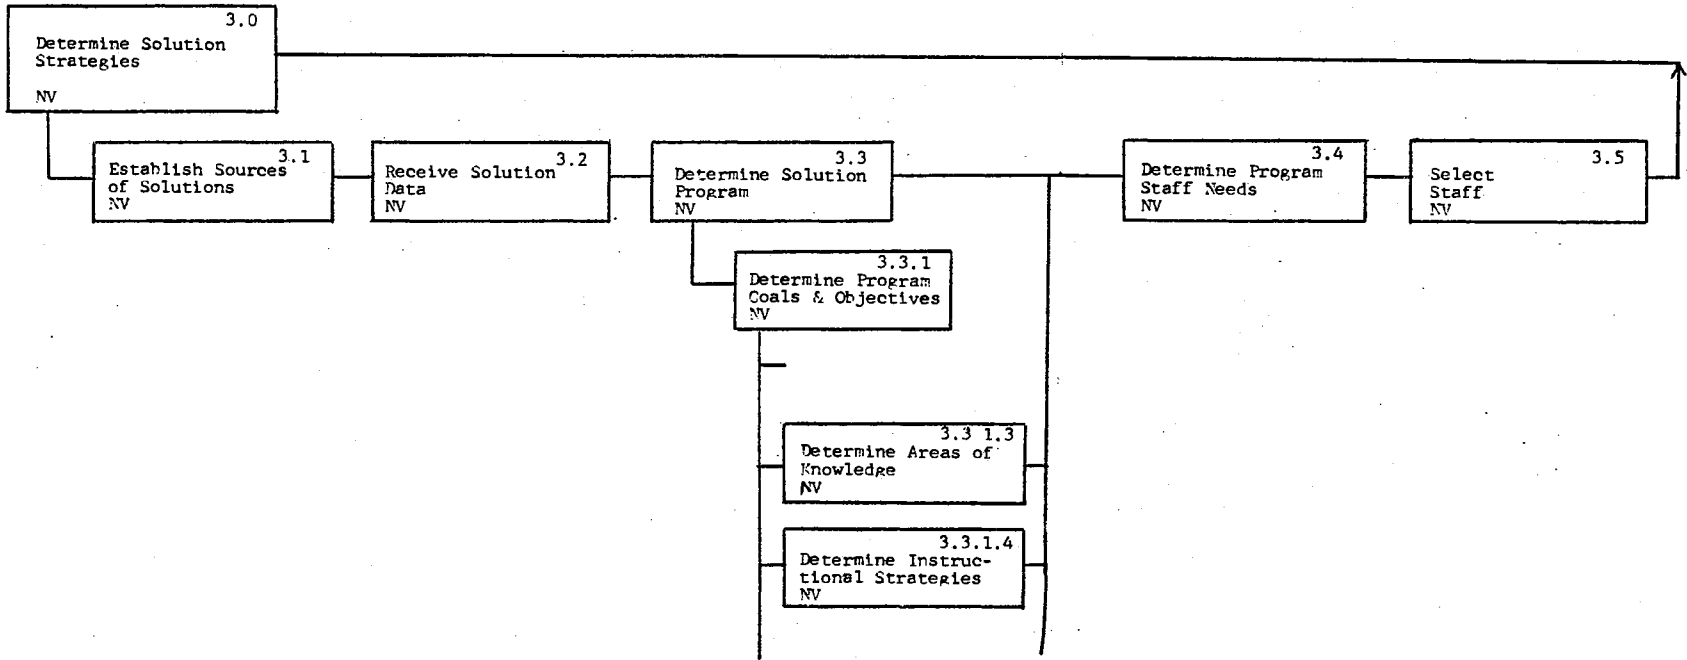 3.0
Determine Solution
Strategies
NV
3.1
Establish Sources
of Solutions
NV
3.2
Receive Solution
Data
NV
3.3
Determine Solution
Program
NV
3.4
Determine Program
Staff Needs
NV
3.5
Select
Staff
NV
3.3.1
Determine Program
Coals & Objectives
NV
3.3 1.3
Determine Areas of
Knowledge
NV
3.3.1.4
Determine Instruc-
tional Strategies
NV